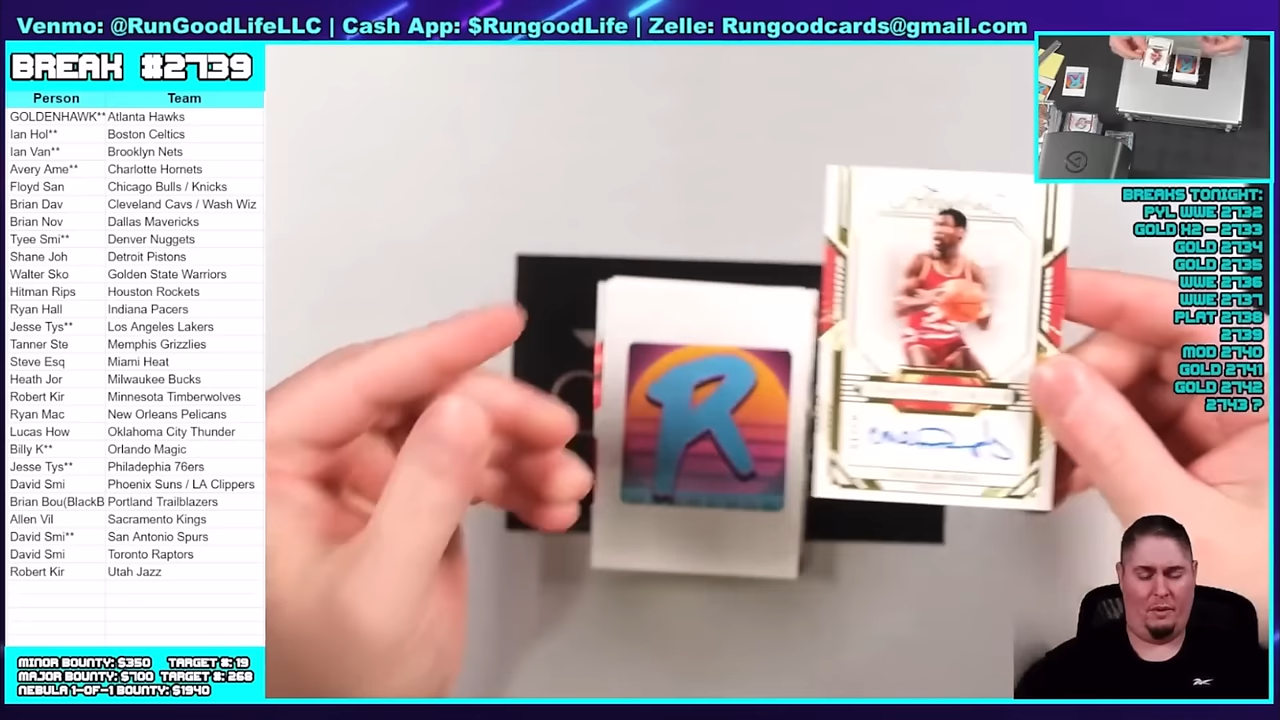 Venmo: @RunGoodLifeLLC | Cash App: $RungoodLife | Zelle: Rungoodcards@gmail.com
BREAK #2739
Person Team
GOLDENHAWK** Atlanta Hawks
Ian Hol** Boston Celtics
Ian Van** Brooklyn Nets
Avery Ame** Charlotte Hornets
Floyd San Chicago Bulls / Knicks
Brian Dav Cleveland Cavs / Wash Wiz
Brian Nov Dallas Mavericks
Tyee Smi** Denver Nuggets
Shane Joh Detroit Pistons
Walter Sko Golden State Warriors
Hitman Rips Houston Rockets
Ryan Hall Indiana Pacers
Jesse Tys** Los Angeles Lakers
Tanner Ste Memphis Grizzlies
Steve Esq Miami Heat
Heath Jor Milwaukee Bucks
Robert Kir Minnesota Timberwolves
Ryan Mac New Orleans Pelicans
Lucas How Oklahoma City Thunder
Billy K** Orlando Magic
Jesse Tys** Philadephia 76ers
David Smi Phoenix Suns / LA Clippers
Brian Bou(BlackB Portland Trailblazers
Allen Vil Sacramento Kings
David Smi** San Antonio Spurs
David Smi Toronto Raptors
Robert Kir Utah Jazz
MINOR BOUNTY: $350 TARGET #: 19
MAJOR BOUNTY: $700 TARGET #: 268
NEBULA 1-OF-1 BOUNTY: $1940
R
BREAKS TONIGHT:
PYL WWE 2732
GOLD H2 - 2733
GOLD 2734
GOLD 2735
WWE 2736
WWE 2737
PLAT 2738
2739
MOD 2740
GOLD 2741
GOLD 2742
2743 ?